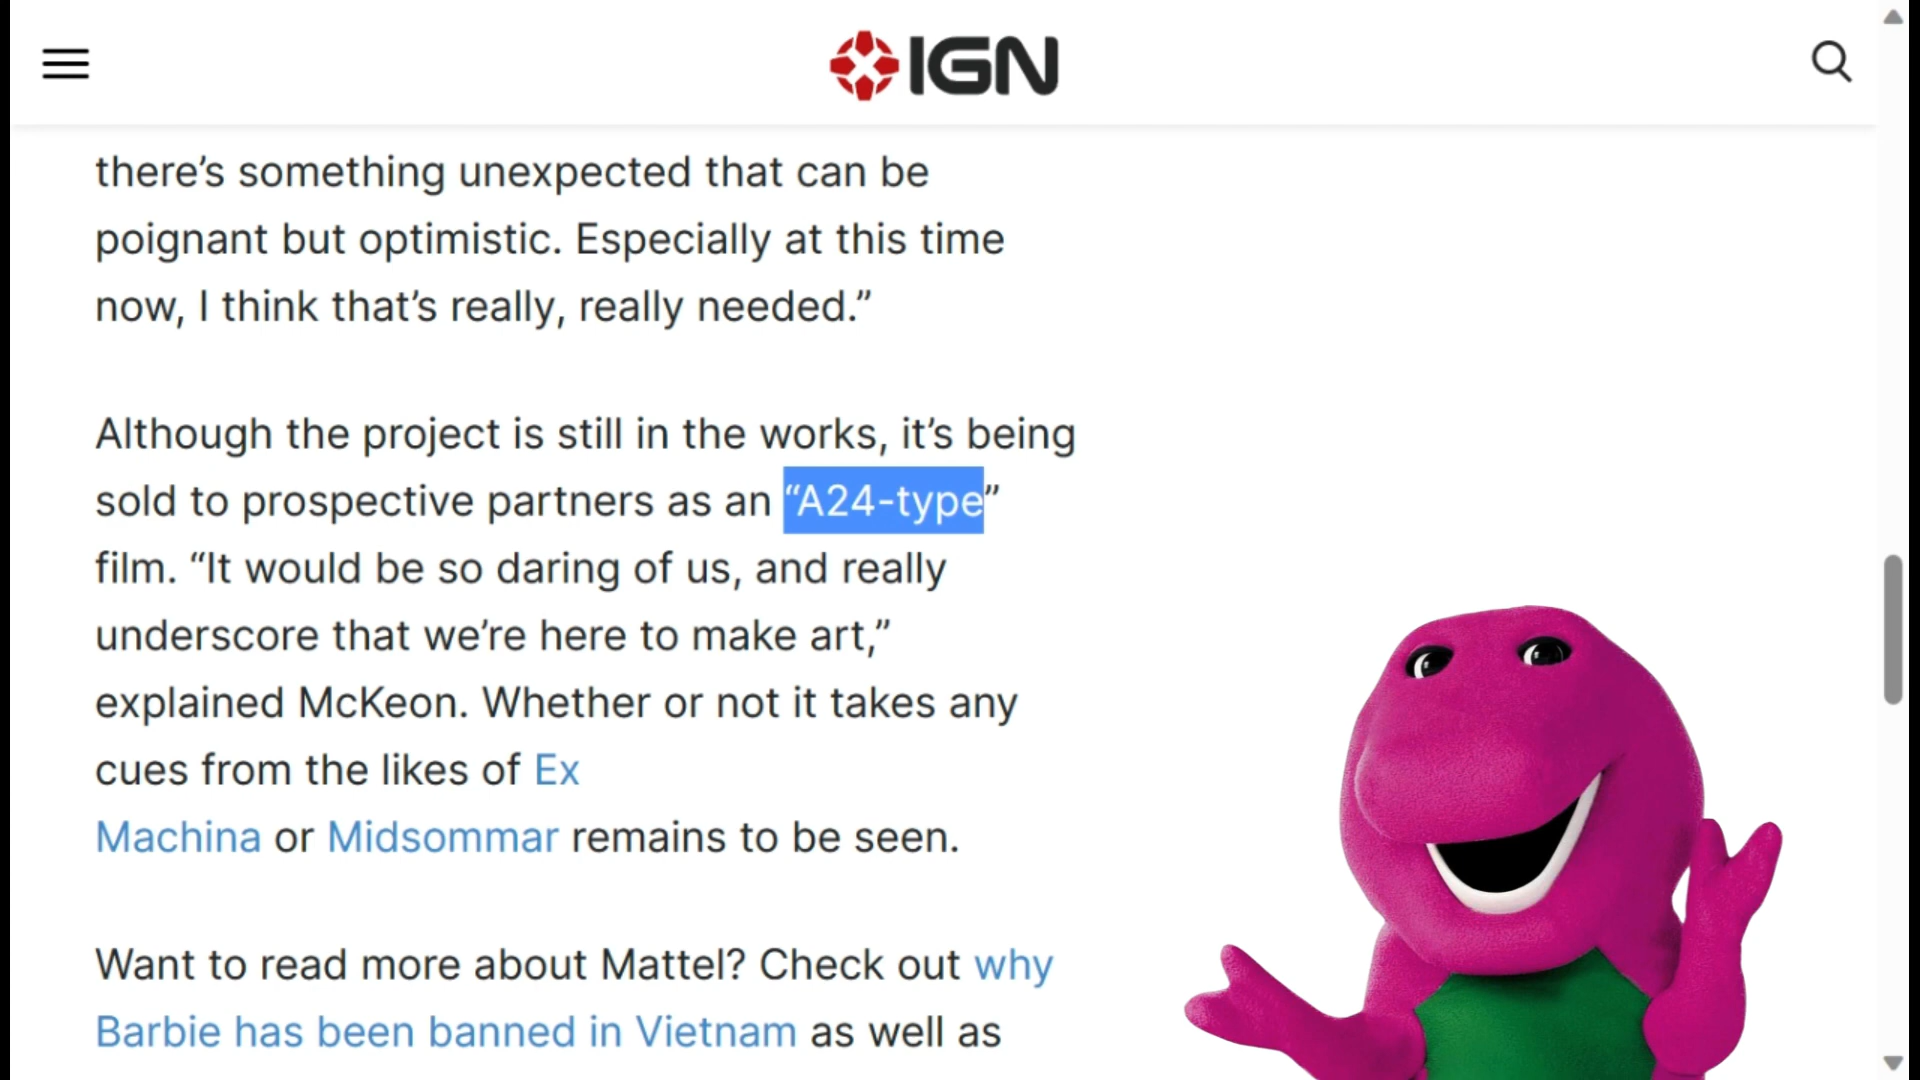 IGN
there’s something unexpected that can be
poignant but optimistic. Especially at this time
now, I think that’s really, really needed.”
Although the project is still in the works, it’s being
sold to prospective partners as an “A24-type”
film. “It would be so daring of us, and really
underscore that we’re here to make art,”
explained McKeon. Whether or not it takes any
cues from the likes of Ex
Machina or Midsommar remains to be seen.
Want to read more about Mattel? Check out why
Barbie has been banned in Vietnam as well as